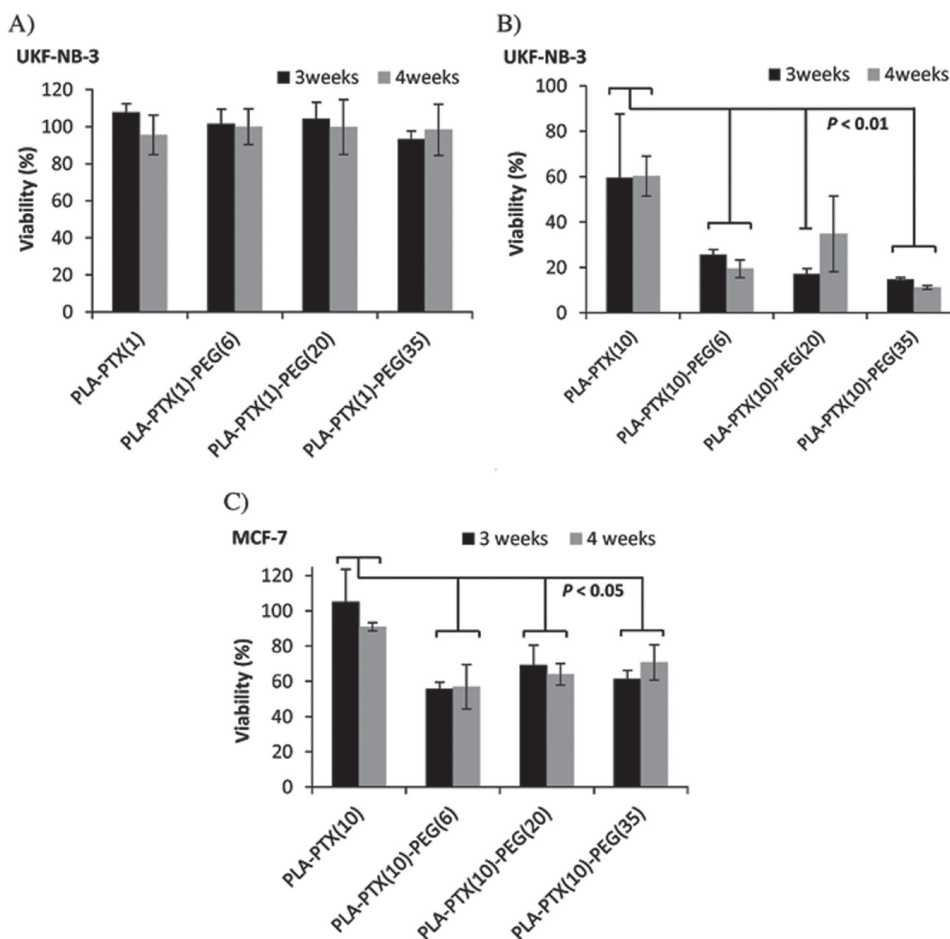 A)
UKF-NB-3
3weeks 4weeks
120
100
80
60
40
20
0
Viability (%)
PLA-PTX(1)
PLA-PTX(1)-PEG(6)
PLA-PTX(1)-PEG(20)
PLA-PTX(1)-PEG(35)
B)
UKF-NB-3
3weeks 4weeks
100
80
60
40
20
0
Viability (%)
P < 0.01
PLA-PTX(10)
PLA-PTX(10)-PEG(6)
PLA-PTX(10)-PEG(20)
PLA-PTX(10)-PEG(35)
C)
MCF-7
3 weeks 4 weeks
120
100
80
60
40
20
0
Viability (%)
P < 0.05
PLA-PTX(10)
PLA-PTX(10)-PEG(6)
PLA-PTX(10)-PEG(20)
PLA-PTX(10)-PEG(35)